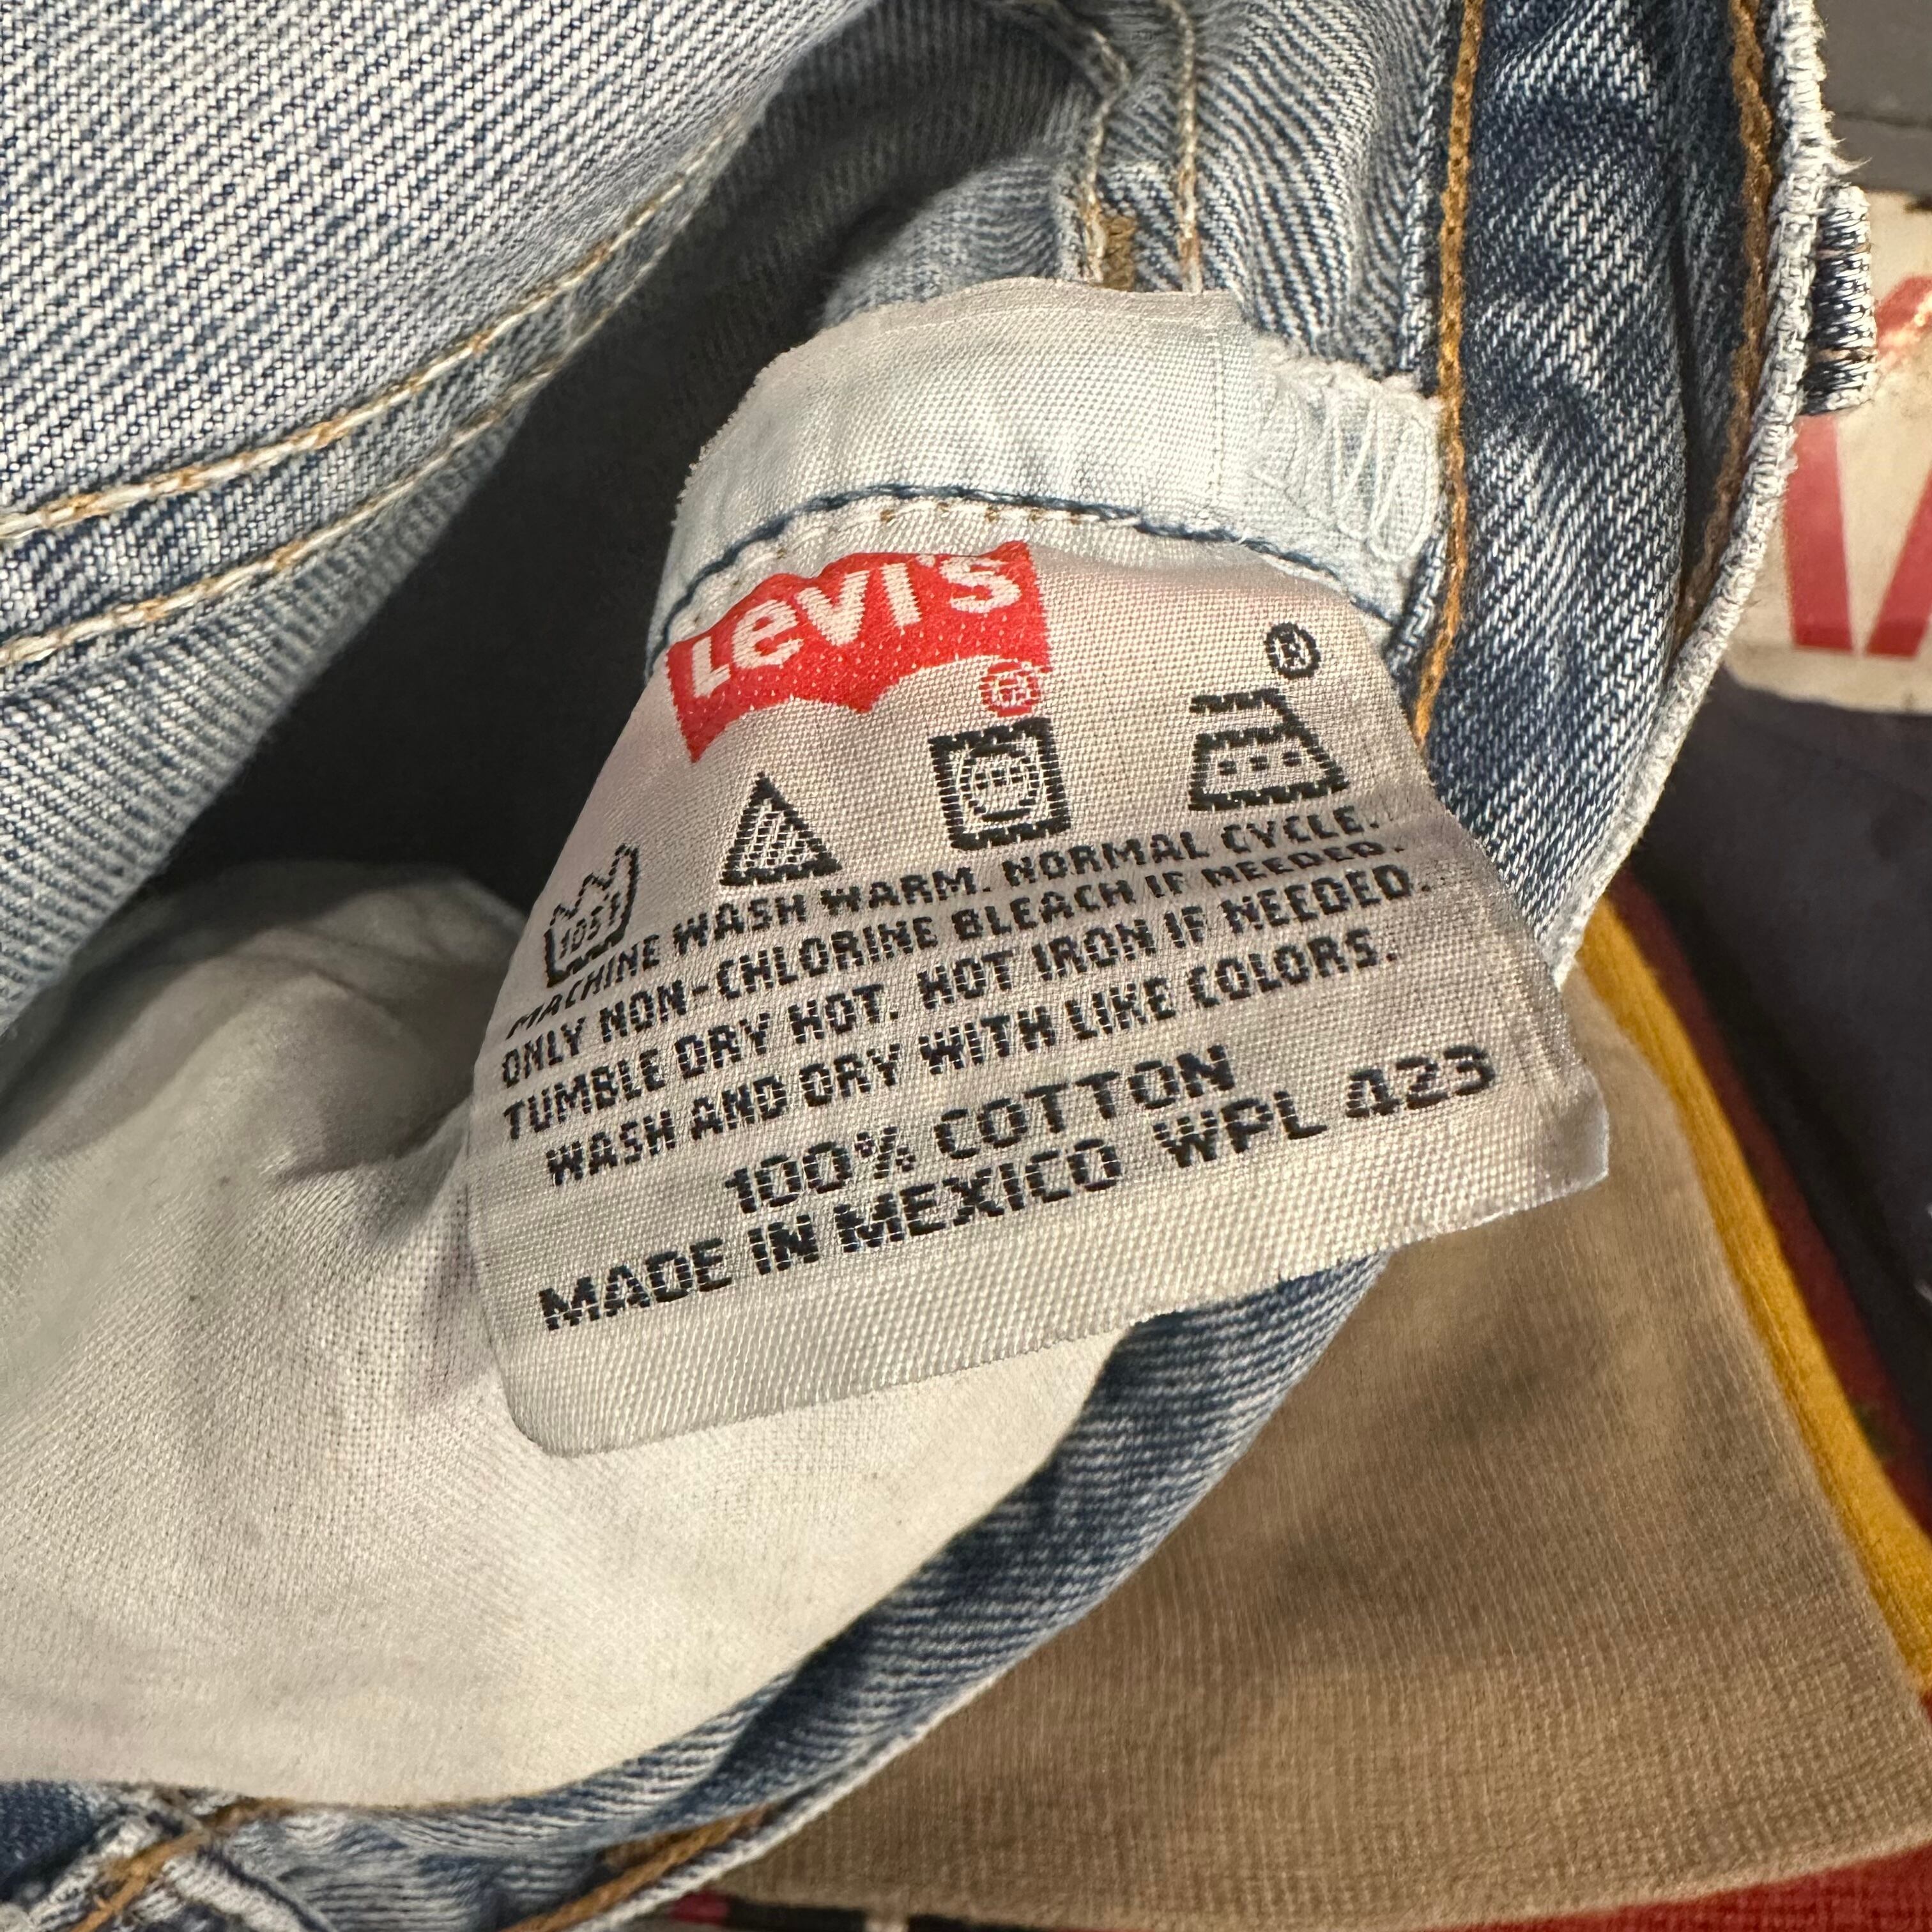 Levi's ®
105F
MACHINE WASH WARM. NORMAL CYCLE.
ONLY NON-CHLORINE BLEACH IF NEEDED.
TUMBLE DRY HOT. HOT IRON IF NEEDED.
WASH AND DRY WITH LIKE COLORS.
100% COTTON
MADE IN MEXICO WPL 423